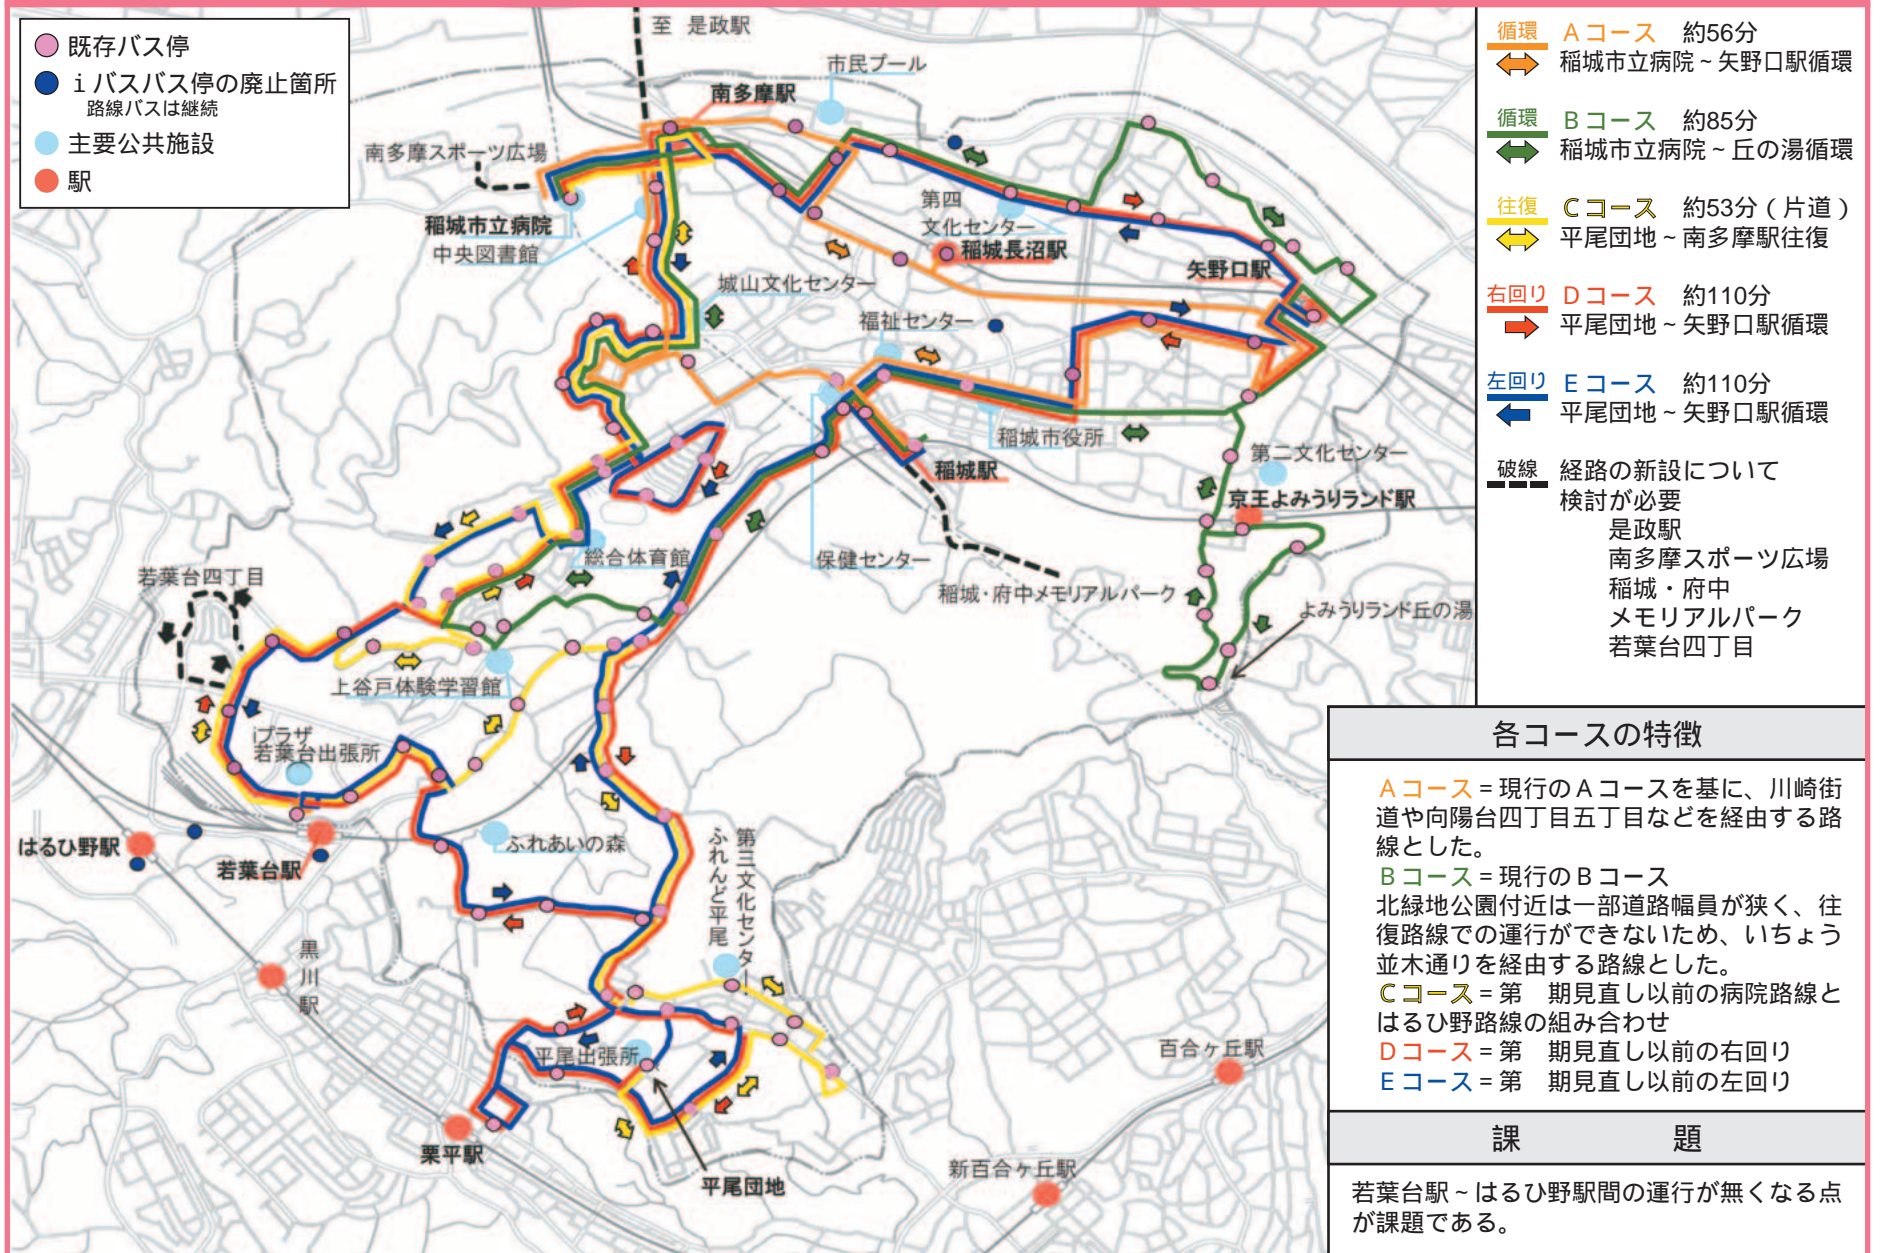 既存バス停
iバスバス停の廃止箇所
路線バスは継続
主要公共施設
駅
至 是政駅
市民プール
南多摩駅
南多摩スポーツ広場
稲城市立病院
中央図書館
第四
文化センター
稲城長沼駅
矢野口駅
城山文化センター
福祉センター
稲城市役所
稲城駅
第二文化センター
京王よみうりランド駅
総合体育館
保健センター
稲城・府中メモリアルパーク
よみうりランド丘の湯
若葉台四丁目
上谷戸体験学習館
iプラザ
若葉台出張所
はるひ野駅
若葉台駅
ふれあいの森
第三文化センター
ふれんど平尾
黒川駅
平尾出張所
栗平駅
平尾団地
百合ヶ丘駅
新百合ヶ丘駅
循環 Aコース 約56分
稲城市立病院~矢野口駅循環
循環 Bコース 約85分
稲城市立病院~丘の湯循環
往復 Cコース 約53分(片道)
平尾団地~南多摩駅往復
右回り Dコース 約110分
平尾団地~矢野口駅循環
左回り Eコース 約110分
平尾団地~矢野口駅循環
破線 経路の新設について
検討が必要
是政駅
南多摩スポーツ広場
稲城・府中
メモリアルパーク
若葉台四丁目
各コースの特徴
Aコース=現行のAコースを基に、川崎街
道や向陽台四丁目五丁目などを経由する路
線とした。
Bコース=現行のBコース
北緑地公園付近は一部道路幅員が狭く、往
復路線での運行ができないため、いちょう
並木通りを経由する路線とした。
Cコース=第 期見直し以前の病院路線と
はるひ野路線の組み合わせ
Dコース=第 期見直し以前の右回り
Eコース=第 期見直し以前の左回り
課 題
若葉台駅~はるひ野駅間の運行が無くなる点
が課題である。